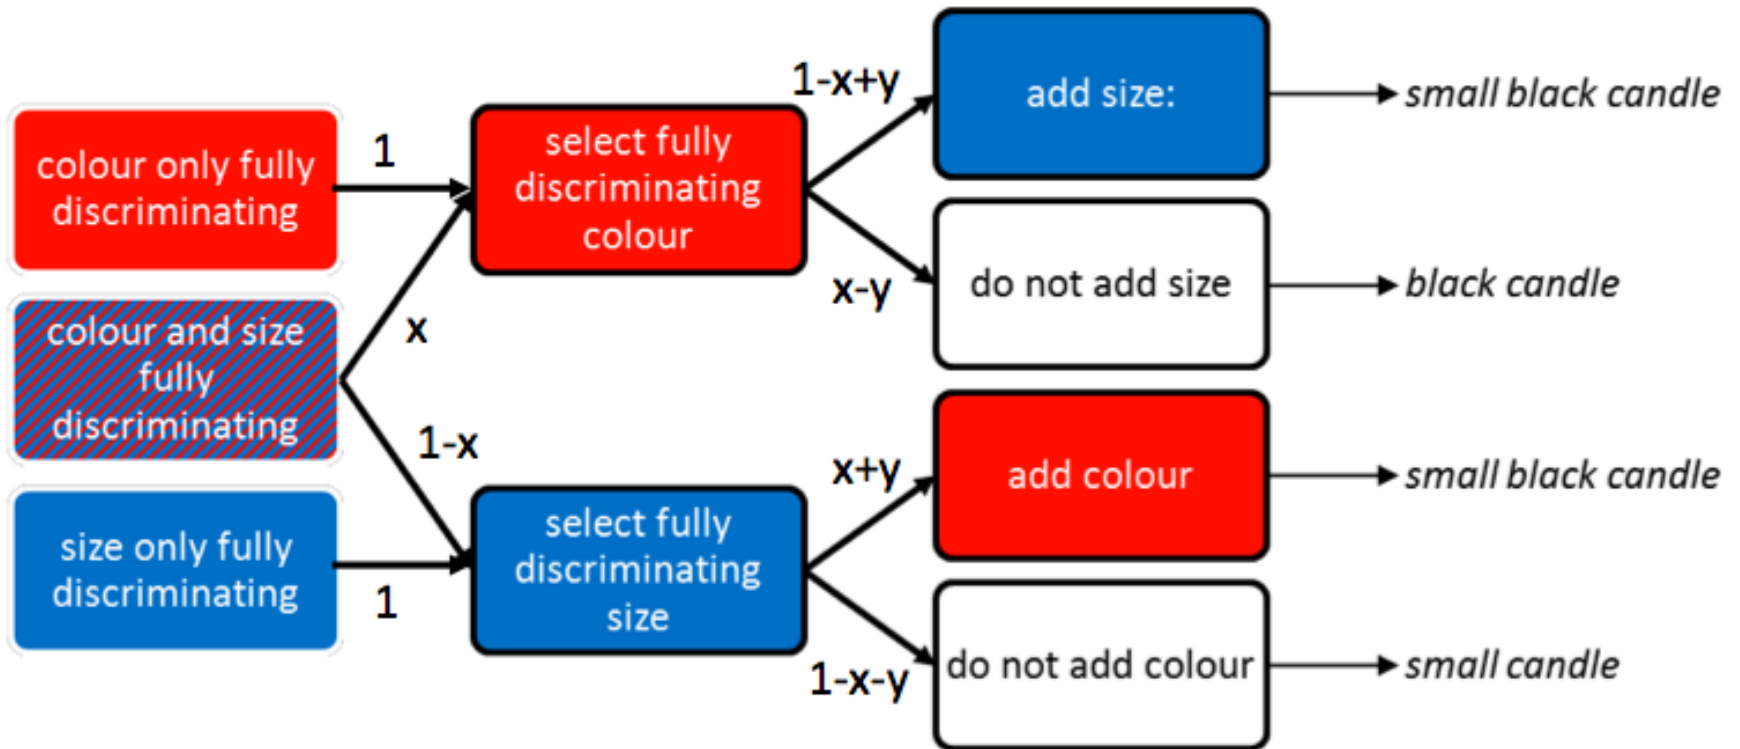 colour only fully
discriminating
1
select fully
discriminating
colour
1-x+y
add size:
small black candle
x-y
do not add size
black candle
colour and size
fully
discriminating
x
1-x
size only fully
discriminating
1
select fully
discriminating
size
x+y
add colour
small black candle
1-x-y
do not add colour
small candle